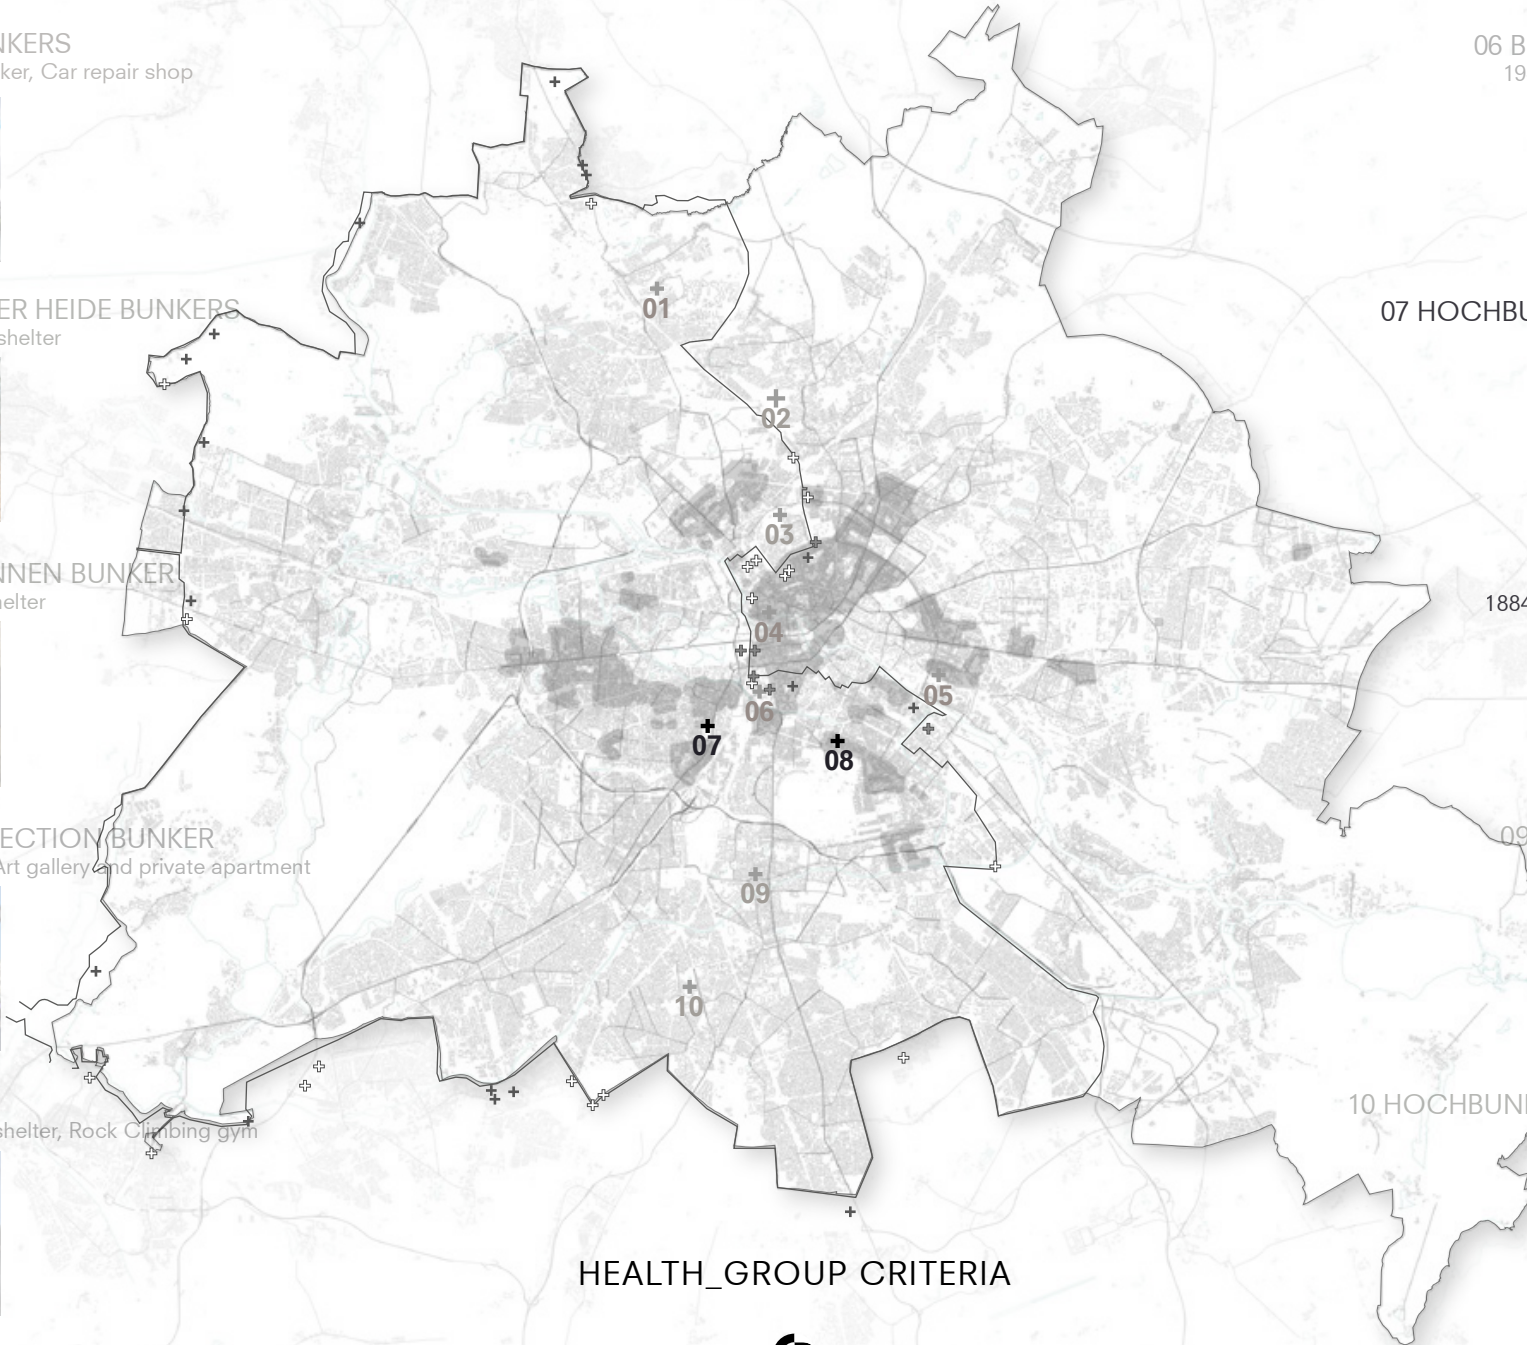 NKERS
ker, Car repair shop
06 B
19
01
ER HEIDE BUNKERS
shelter
07 HOCHBU
02
03
NNEN BUNKER
elter
1884
04
05
06
07
08
ECTION BUNKER
Art gallery and private apartment
09
09
10
shelter, Rock Climbing gym
10 HOCHBUN
HEALTH_GROUP CRITERIA